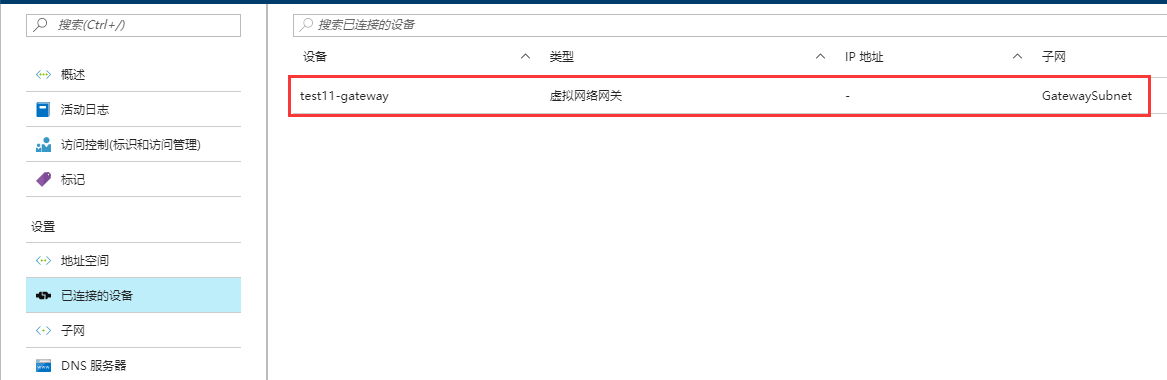 搜索(Ctrl+/)
概述
活动日志
访问控制(标识和访问管理)
标记
设置
地址空间
已连接的设备
子网
DNS 服务器
搜索已连接的设备
设备 类型 IP 地址 子网
test11-gateway 虚拟网络网关 - GatewaySubnet